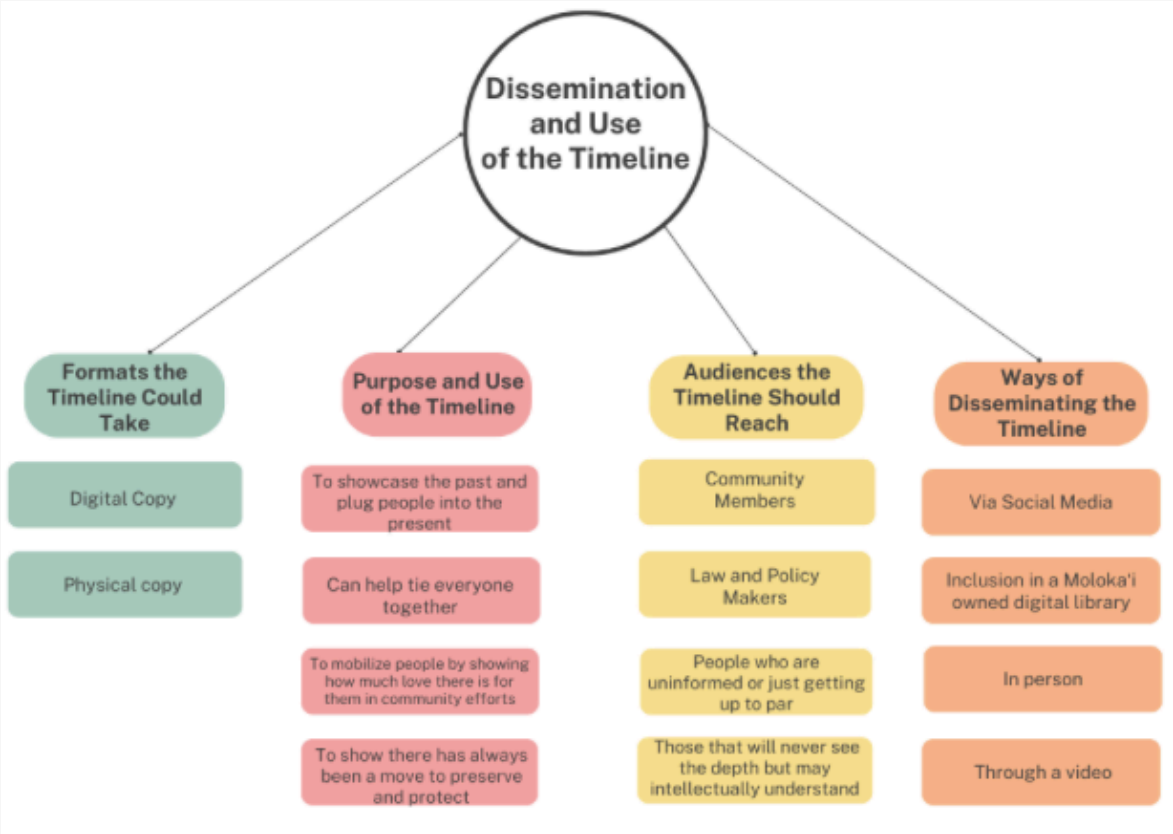 Dissemination
and Use
of the Timeline
Formats the
Timeline Could
Take
Digital Copy
Physical copy
Purpose and Use
of the Timeline
To showcase the past and
plug people into the
present
Can help tie everyone
together
To mobilize people by showing
how much love there is for
them in community efforts
To show there has always
been a move to preserve
and protect
Audiences the
Timeline Should
Reach
Community
Members
Law and Policy
Makers
People who are
uninformed or just getting
up to par
Those that will never see
the depth but may
intellectually understand
Ways of
Disseminating the
Timeline
Via Social Media
Inclusion in a Molokaʻi
owned digital library
In person
Through a video